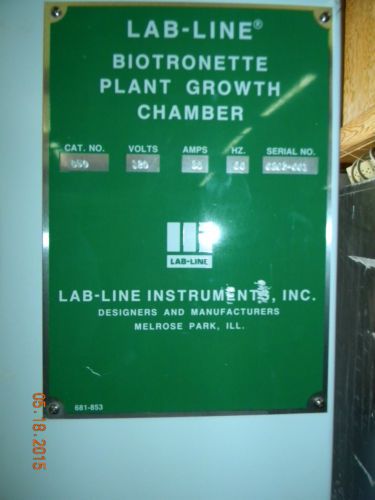 LAB-LINE®
BIOTRONETTE
PLANT GROWTH
CHAMBER
CAT. NO. VOLTS AMPS HZ. SERIAL NO.
LAB-LINE
LAB-LINE INSTRUMENTS, INC.
DESIGNERS AND MANUFACTURERS
MELROSE PARK, ILL.
681-853
05.18.2015